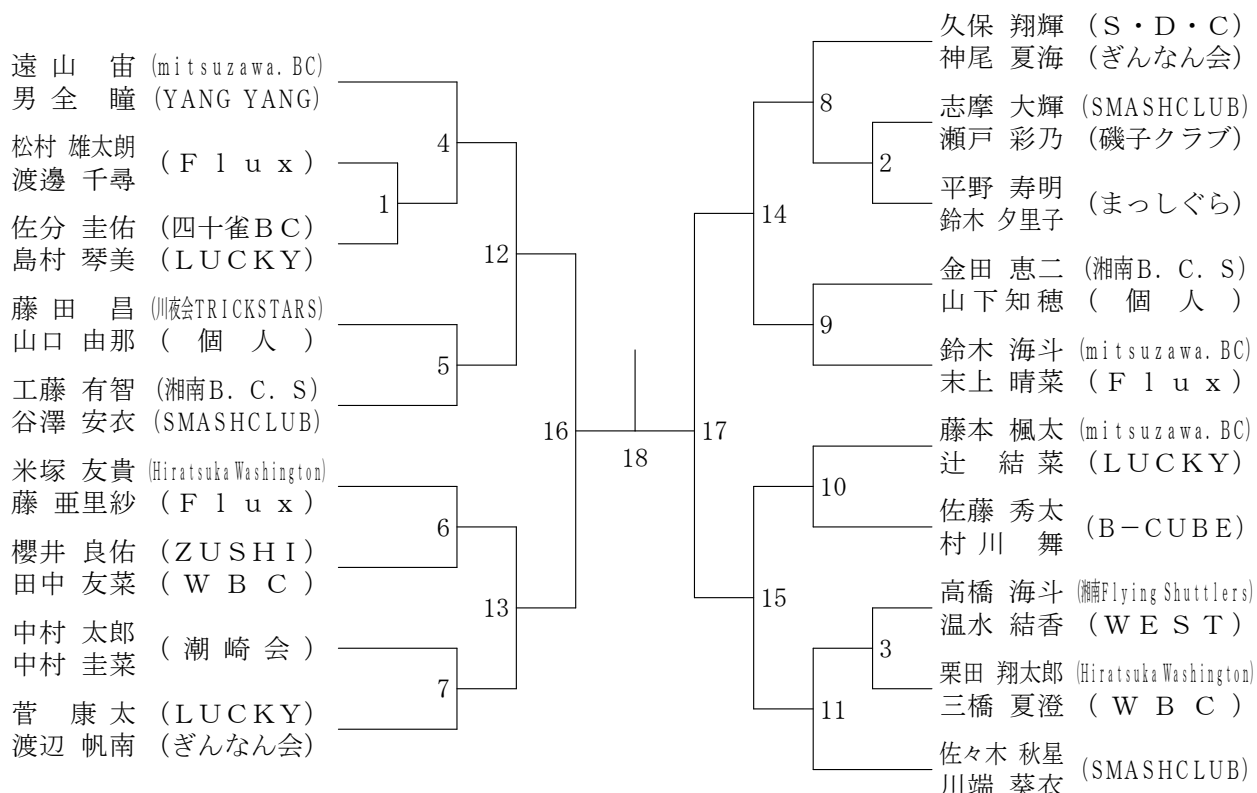 遠山 宙 (mitsuzawa.BC)
男全 瞳 (YANG YANG)
松村 雄太朗
渡邊 千尋
(Flux)
佐分 圭佑 (四十雀BC)
島村 琴美 (LUCKY)
藤田 昌 (川夜会TRICKSTARS)
山口 由那 (個人)
工藤 有智 (湘南B.C.S)
谷澤 安衣 (SMASHCLUB)
米塚 友貴 (Hiratsuka Washington)
藤 亜里紗 (Flux)
櫻井 良佑 (ZUSHI)
田中 友菜 (WBC)
中村 太郎
中村 圭菜
(潮崎会)
菅 康太 (LUCKY)
渡辺 帆南 (ぎんなん会)
4
1
12
5
16
6
13
7
18
17
8
2
14
9
10
15
3
11
久保 翔輝 (S・D・C)
神尾 夏海 (ぎんなん会)
志摩 大輝 (SMASHCLUB)
瀬戸 彩乃 (磯子クラブ)
平野 寿明
鈴木 夕里子
(まっしぐら)
金田 恵二 (湘南B.C.S)
山下知穂 (個人)
鈴木 海斗 (mitsuzawa.BC)
末上 晴菜 (Flux)
藤本 楓太 (mitsuzawa.BC)
辻 結菜 (LUCKY)
佐藤 秀太
村川 舞
(B−CUBE)
高橋 海斗 (湘南Flying Shuttlers)
温水 結香 (WEST)
栗田 翔太郎 (Hiratsuka Washington)
三橋 夏澄 (WBC)
佐々木 秋星
川端 葵衣
(SMASHCLUB)